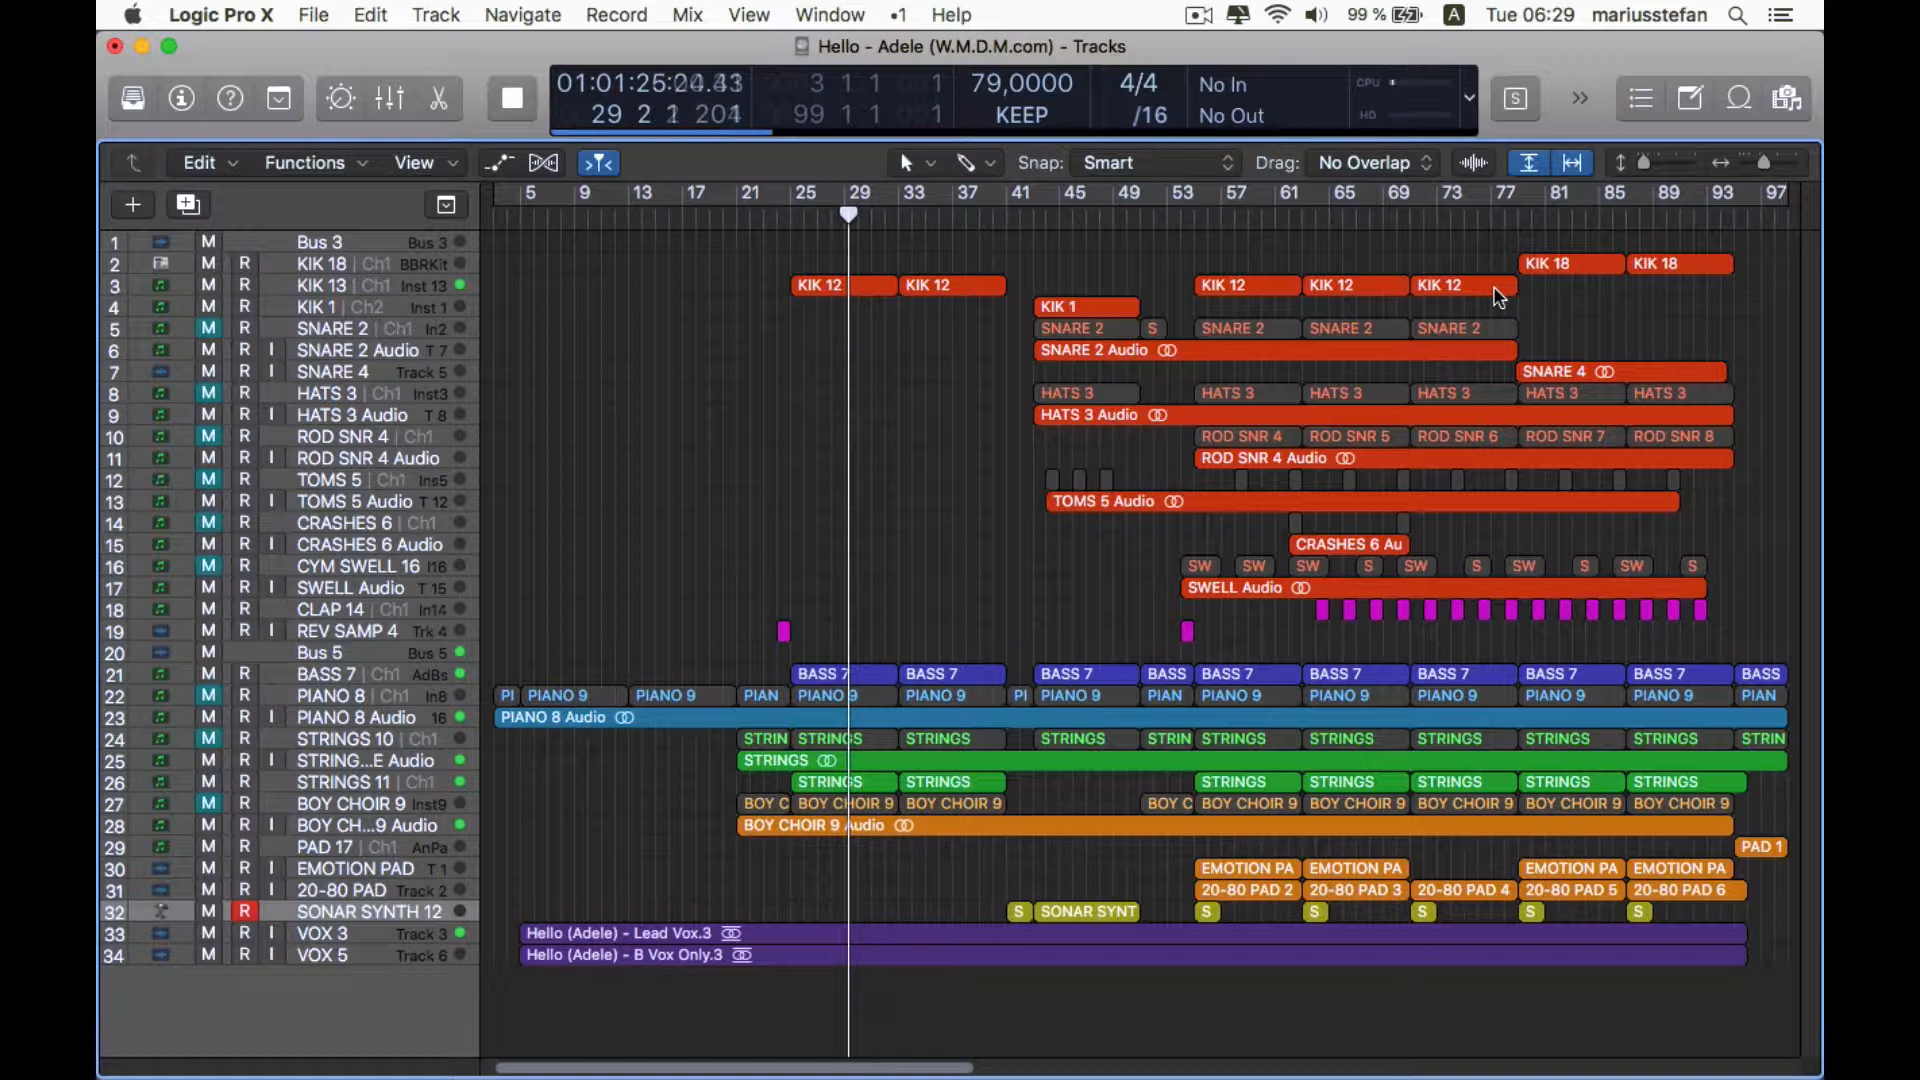 Logic Pro X File Edit Track Navigate Record Mix View Window •1 Help 99 % A Tue 06:29 mariusstefan
Hello - Adele (W.M.D.M.com) - Tracks
3 1 1 1 79,0000 4/4 No In CPU
29 2 99 1 1 KEEP /16 No Out HD
S
Edit Functions View Snap: Smart Drag: No Overlap
5 9 13 17 21 25 29 33 37 41 45 49 53 57 61 65 69 73 77 81 85 89 93 97
1 M Bus 3 Bus 3
2 M R KIK 18 | Ch1 BBRKit KIK 18 KIK 18
3 M R KIK 13 | Ch1 Inst 13 KIK 12 KIK 12 KIK 12 KIK 12 KIK 12
4 M R KIK 1 | Ch2 Inst 1 KIK 1
5 M R SNARE 2 | Ch1 In2 SNARE 2 S SNARE 2 SNARE 2 SNARE 2
6 M R I SNARE 2 Audio T 7 SNARE 2 Audio
7 M R I SNARE 4 Track 5 SNARE 4
8 M R HATS 3 | Ch1 Inst3 HATS 3 HATS 3 HATS 3 HATS 3 HATS 3 HATS 3
9 M R I HATS 3 Audio T 8 HATS 3 Audio
10 M R ROD SNR 4 | Ch1 ROD SNR 4 ROD SNR 5 ROD SNR 6 ROD SNR 7 ROD SNR 8
11 M R I ROD SNR 4 Audio ROD SNR 4 Audio
12 M R TOMS 5 | Ch1 Ins5
13 M R I TOMS 5 Audio T 12 TOMS 5 Audio
14 M R CRASHES 6 | Ch1
15 M R I CRASHES 6 Audio CRASHES 6 Au
16 M R CYM SWELL 16 I16 SW SW SW S SW S SW S SW S
17 M R I SWELL Audio T 15 SWELL Audio
18 M R CLAP 14 | Ch1 In14
19 M R I REV SAMP 4 Trk 4
20 M Bus 5 Bus 5
21 M R BASS 7 | Ch1 AdBs BASS 7 BASS 7 BASS 7 BASS BASS 7 BASS 7 BASS 7 BASS 7 BASS 7 BASS
22 M R PIANO 8 | Ch1 In8 PI PIANO 9 PIANO 9 PIAN PIANO 9 PIANO 9 PI PIANO 9 PIAN PIANO 9 PIANO 9 PIANO 9 PIANO 9 PIANO 9 PIAN
23 M R I PIANO 8 Audio 16 PIANO 8 Audio
24 M R STRINGS 10 | Ch1 STRIN STRINGS STRINGS STRINGS STRIN STRINGS STRINGS STRINGS STRINGS STRINGS STRIN
25 M R I STRING...E Audio STRINGS
26 M R STRINGS 11 | Ch1 STRINGS STRINGS STRINGS STRINGS STRINGS STRINGS STRINGS
27 M R BOY CHOIR 9 Inst9 BOY C BOY CHOIR 9 BOY CHOIR 9 BOY C BOY CHOIR 9 BOY CHOIR 9 BOY CHOIR 9 BOY CHOIR 9 BOY CHOIR 9
28 M R I BOY CH...9 Audio BOY CHOIR 9 Audio
29 M R PAD 17 | Ch1 AnPa PAD 1
30 M R I EMOTION PAD T 1 EMOTION PA EMOTION PA EMOTION PA EMOTION PA
31 M R I 20-80 PAD Track 2 20-80 PAD 2 20-80 PAD 3 20-80 PAD 4 20-80 PAD 5 20-80 PAD 6
32 M R SONAR SYNTH 12 S SONAR SYNT S S S S S
33 M R I VOX 3 Track 3 Hello (Adele) - Lead Vox.3
34 M R I VOX 5 Track 6 Hello (Adele) - B Vox Only.3